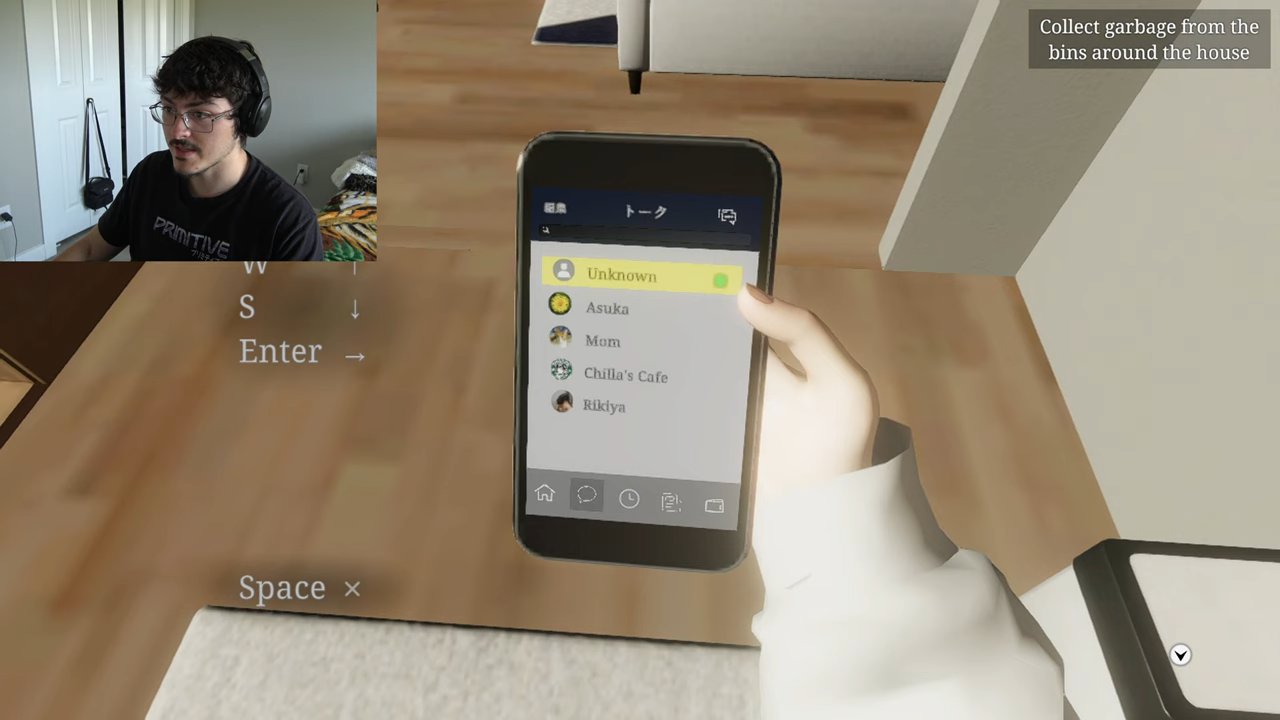 Collect garbage from the
bins around the house
PRIMITIVE
W ↑
S ↓
Enter →
Space ×
トーク
Unknown
Asuka
Mom
Chilla's Cafe
Rikiya